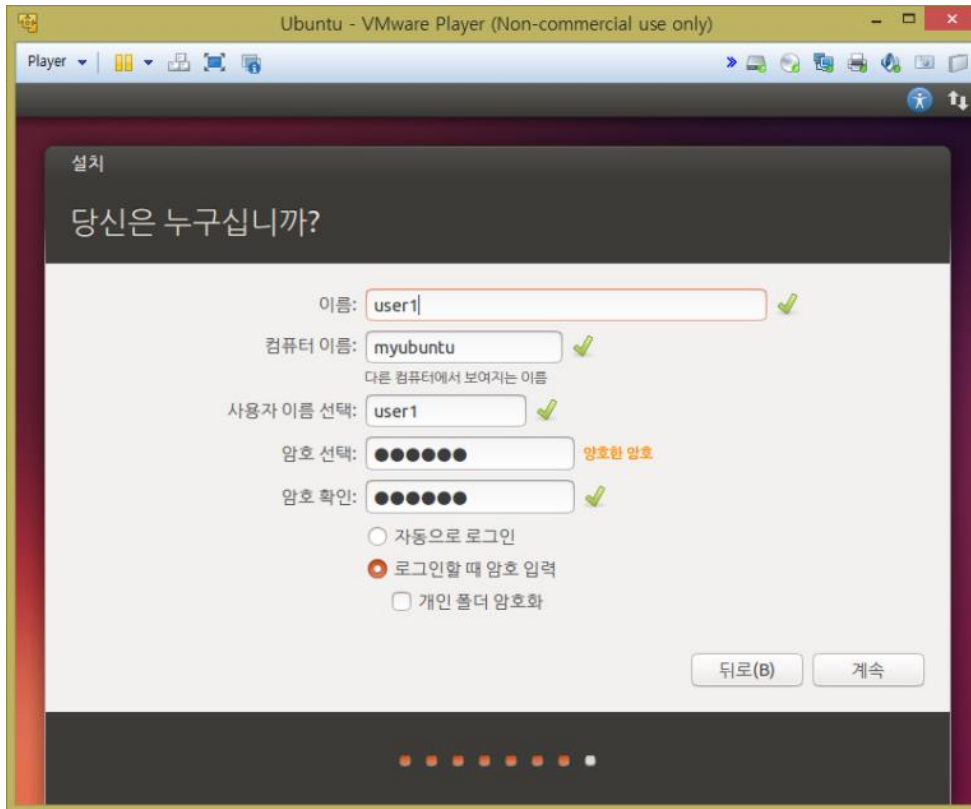 Ubuntu - VMware Player (Non-commercial use only)
Player
설치
당신은 누구십니까?
이름: user1
컴퓨터 이름: myubuntu
다른 컴퓨터에서 보여지는 이름
사용자 이름 선택: user1
암호 선택: ●●●●●● 양호한 암호
암호 확인: ●●●●●●
자동으로 로그인
로그인할 때 암호 입력
개인 폴더 암호화
뒤로(B) 계속